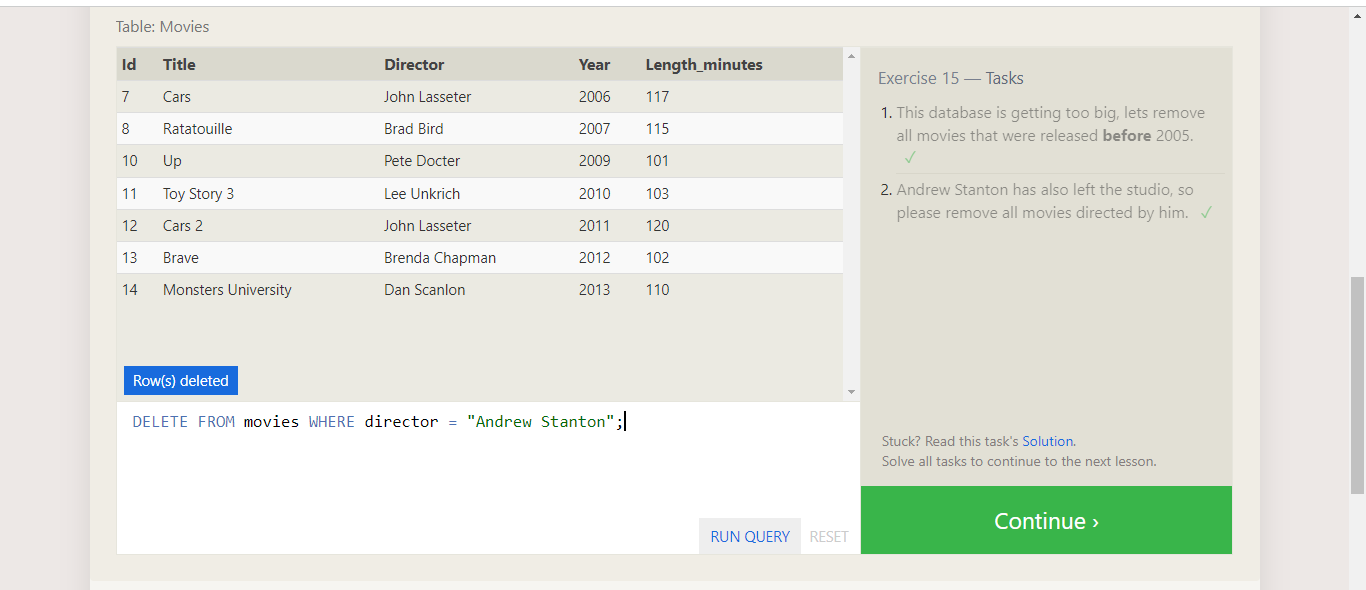 Table: Movies
Id Title Director Year Length_minutes
7 Cars John Lasseter 2006 117
8 Ratatouille Brad Bird 2007 115
10 Up Pete Docter 2009 101
11 Toy Story 3 Lee Unkrich 2010 103
12 Cars 2 John Lasseter 2011 120
13 Brave Brenda Chapman 2012 102
14 Monsters University Dan Scanlon 2013 110
Row(s) deleted
DELETE FROM movies WHERE director = "Andrew Stanton";
RUN QUERY RESET
Exercise 15 — Tasks
1. This database is getting too big, lets remove
all movies that were released before 2005.
✓
2. Andrew Stanton has also left the studio, so
please remove all movies directed by him. ✓
Stuck? Read this task's Solution.
Solve all tasks to continue to the next lesson.
Continue ›